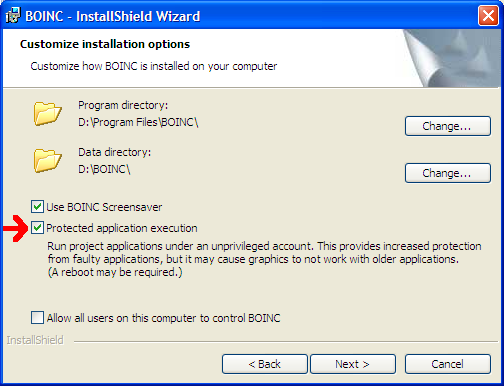 BOINC - InstallShield Wizard
Customize installation options
Customize how BOINC is installed on your computer
Program directory:
D:\Program Files\BOINC\
Change...
Data directory:
D:\BOINC\
Change...
Use BOINC Screensaver
Protected application execution
Run project applications under an unprivileged account. This provides increased protection
from faulty applications, but it may cause graphics to not work with older applications.
(A reboot may be required.)
Allow all users on this computer to control BOINC
InstallShield
< Back
Next >
Cancel